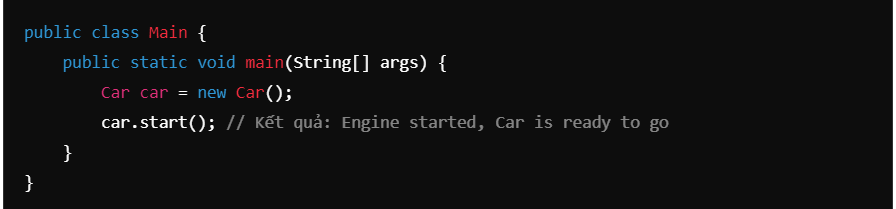 public class Main {
    public static void main(String[] args) {
        Car car = new Car();
        car.start(); // Kết quả: Engine started, Car is ready to go
    }
}